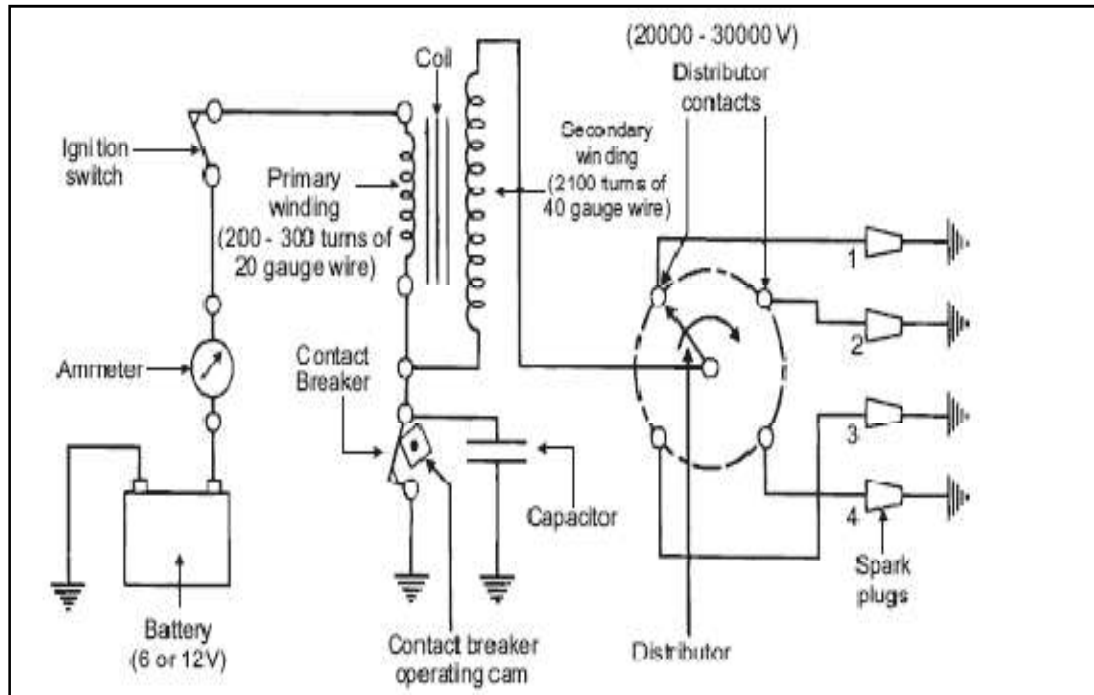 (20000 - 30000 V)
Distributor
contacts
Coil
Ignition
switch
Primary
winding
(200 - 300 turns of
20 gauge wire)
Secondary
winding
(2100 turns of
40 gauge wire)
1
2
3
4
Ammeter
Contact
Breaker
Capacitor
Spark
plugs
Battery
(6 or 12V)
Contact breaker
operating cam
Distributor